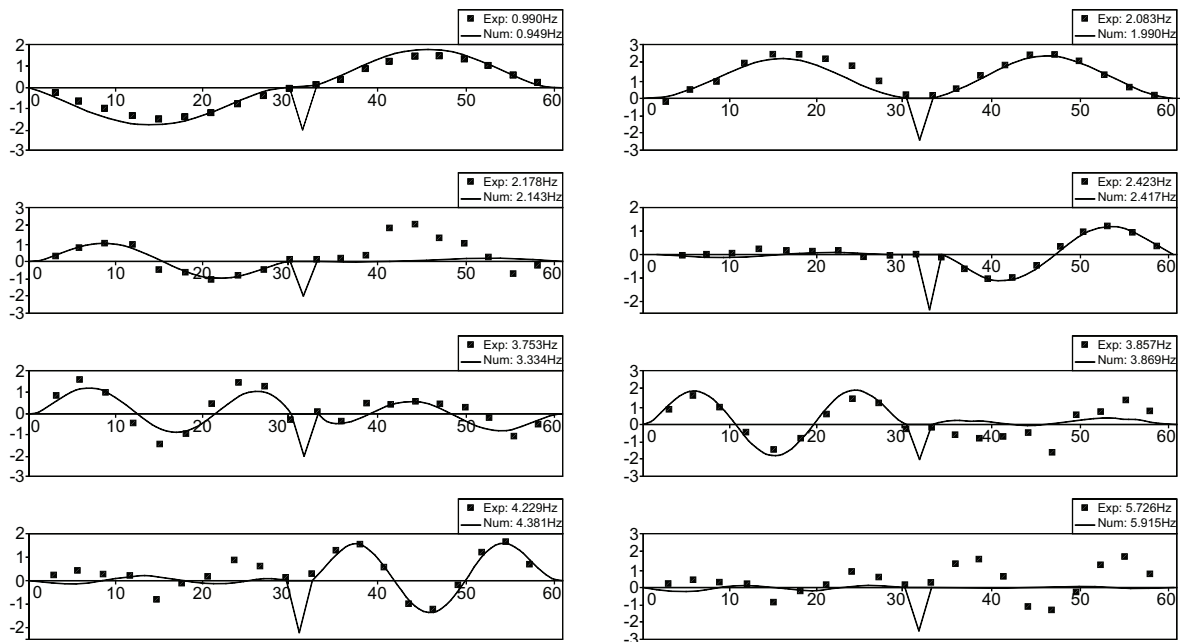 Exp: 0.990Hz
Num: 0.949Hz
2
1
0
-1
-2
-3
0 10 20 30 40 50 60
Exp: 2.083Hz
Num: 1.990Hz
3
2
1
0
-1
-2
-3
0 10 20 30 40 50 60
Exp: 2.178Hz
Num: 2.143Hz
3
2
1
0
-1
-2
-3
0 10 20 30 40 50 60
Exp: 2.423Hz
Num: 2.417Hz
2
1
0
-1
-2
0 10 20 30 40 50 60
Exp: 3.753Hz
Num: 3.334Hz
2
1
0
-1
-2
-3
0 10 20 30 40 50 60
Exp: 3.857Hz
Num: 3.869Hz
3
2
1
0
-1
-2
-3
0 10 20 30 40 50 60
Exp: 4.229Hz
Num: 4.381Hz
2
1
0
-1
-2
0 10 20 30 40 50 60
Exp: 5.726Hz
Num: 5.915Hz
3
2
1
0
-1
-2
-3
0 10 20 30 40 50 60